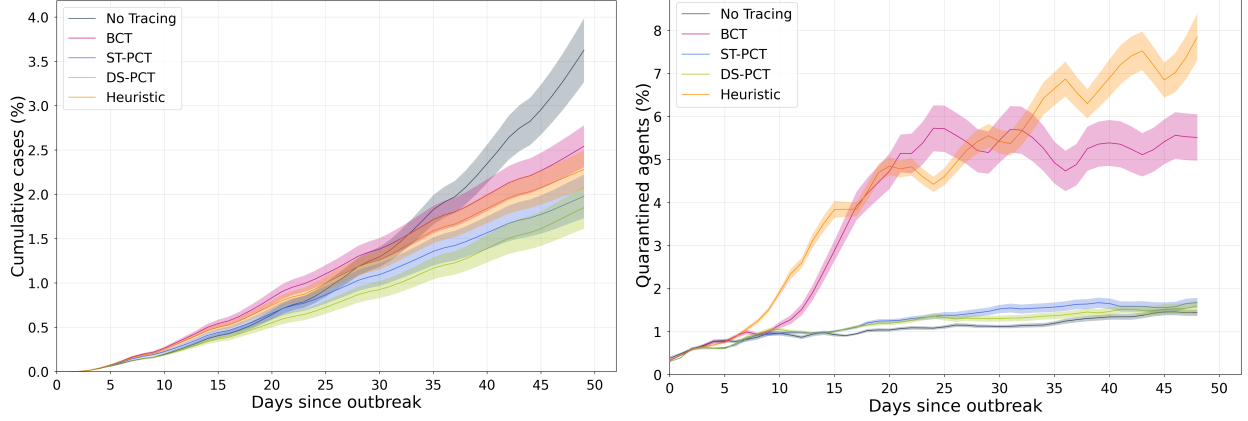 Cumulative cases (%)
4.0
3.5
3.0
2.5
2.0
1.5
1.0
0.5
0.0
No Tracing
BCT
ST-PCT
DS-PCT
Heuristic
0 5 10 15 20 25 30 35 40 45 50
Days since outbreak
Quarantined agents (%)
8
7
6
5
4
3
2
1
0
No Tracing
BCT
ST-PCT
DS-PCT
Heuristic
0 5 10 15 20 25 30 35 40 45 50
Days since outbreak